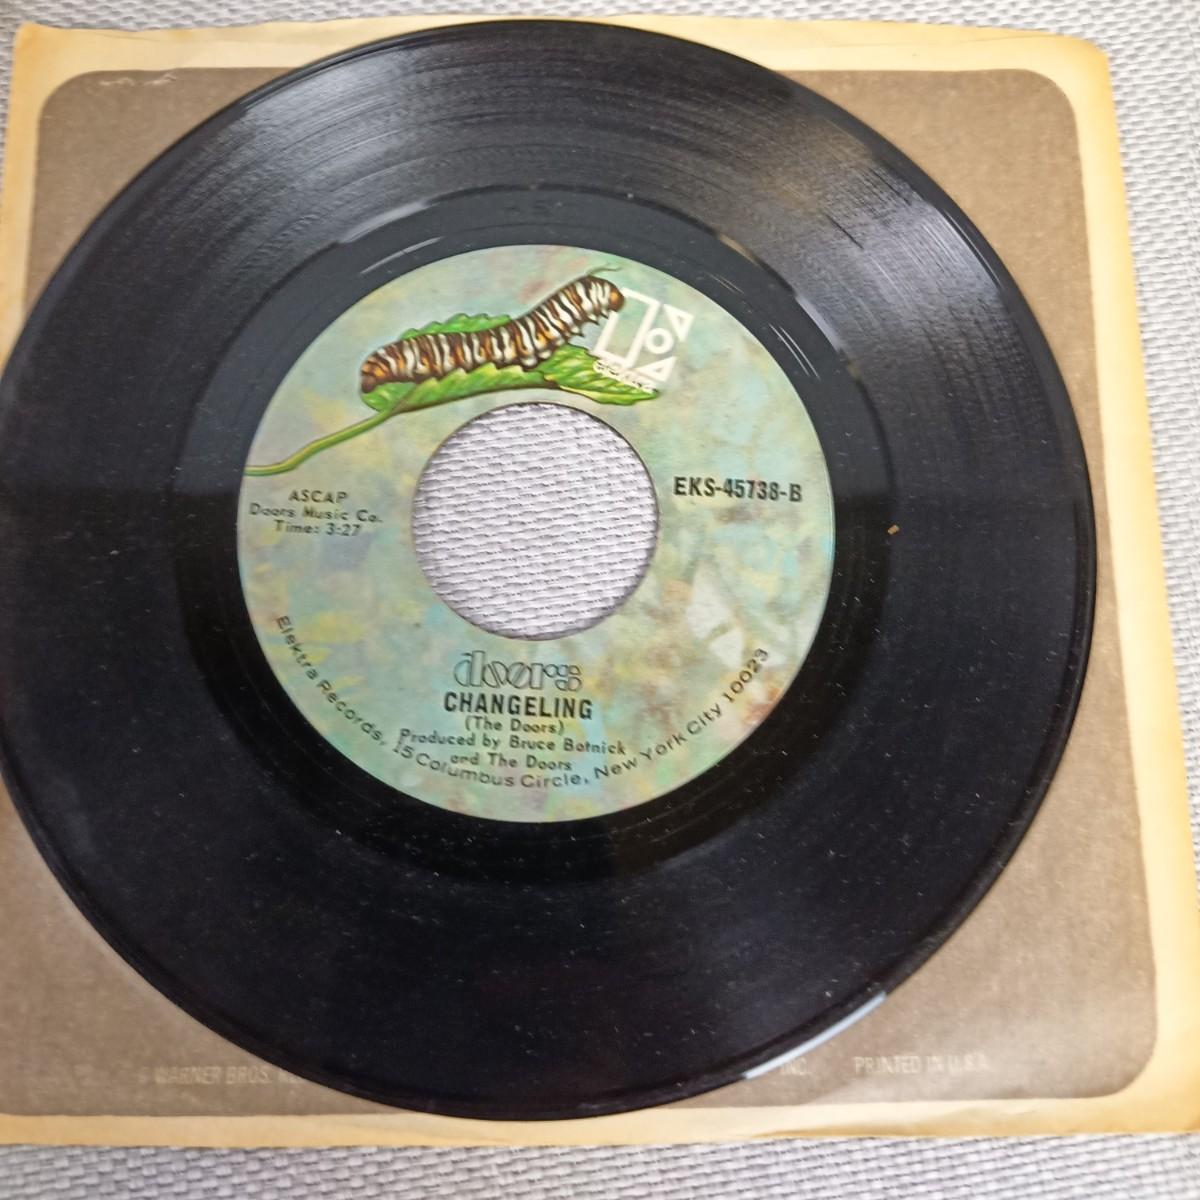 ASCAP
Doors Music Co.
Time: 3:27
EKS-45738-B
doors
CHANGELING
(The Doors)
Produced by Bruce Botnick
and The Doors
Elektra Records, 15 Columbus Circle, New York City 10023
WARNER BROS.
INC.
PRINTED IN U.S.A.